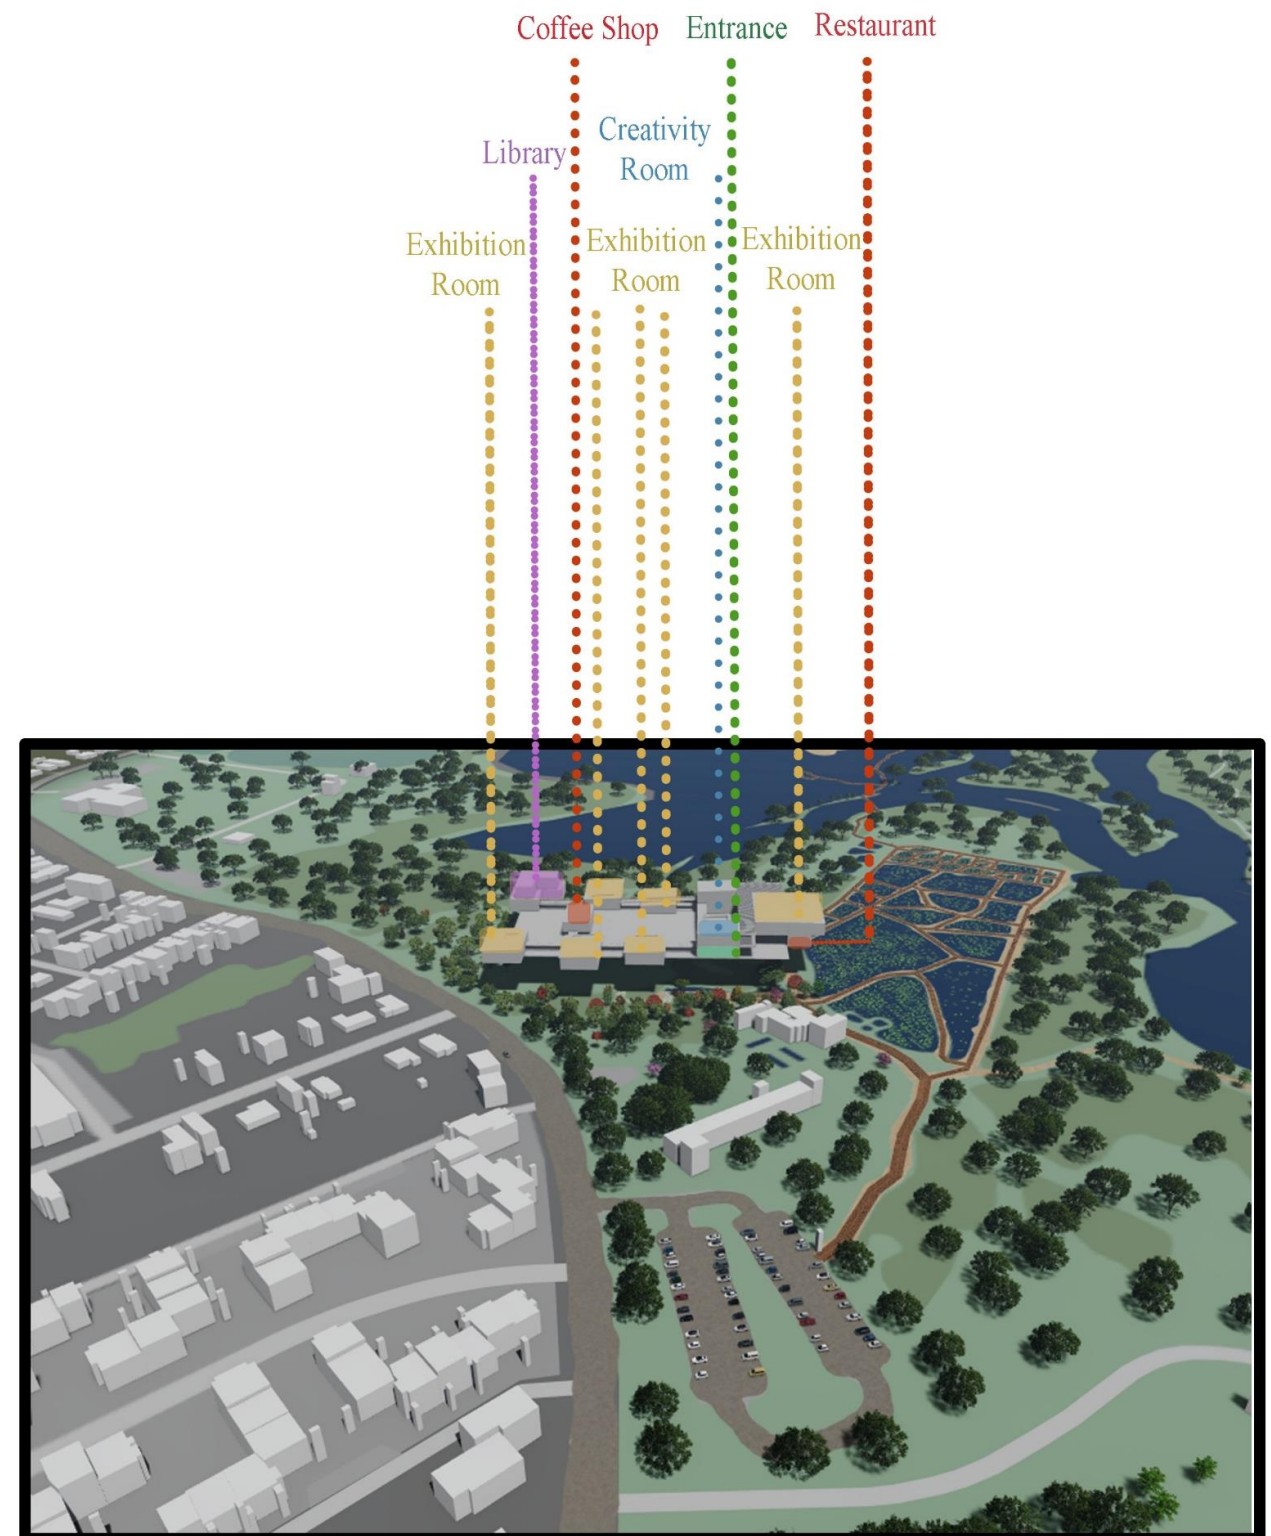 Coffee Shop
Entrance
Restaurant
Creativity
Room
Library
Exhibition
Room
Exhibition
Room
Exhibition
Room